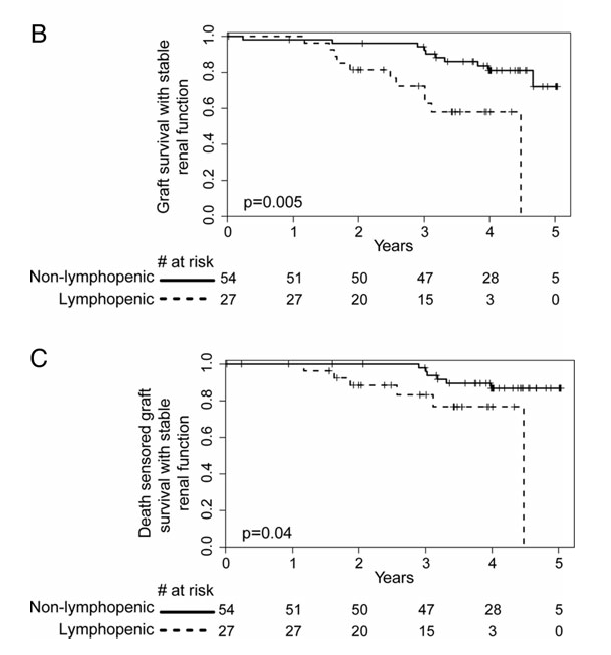 B
Graft survival with stable
renal function
1.0
0.8
0.6
0.4
0.2
0.0
p=0.005
0 1 2 3 4 5
Years
# at risk
Non-lymphopenic 54 51 50 47 28 5
Lymphopenic 27 27 20 15 3 0
C
Death sensored graft
survival with stable
renal function
1.0
0.8
0.6
0.4
0.2
0.0
p=0.04
0 1 2 3 4 5
Years
# at risk
Non-lymphopenic 54 51 50 47 28 5
Lymphopenic 27 27 20 15 3 0